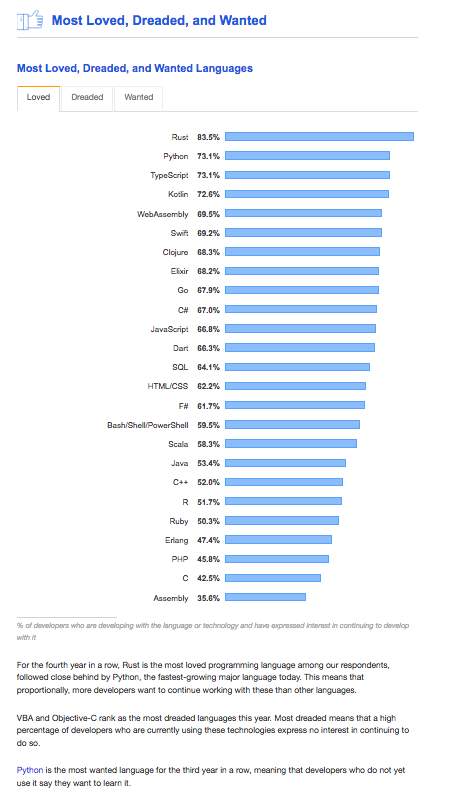 Most Loved, Dreaded, and Wanted
Most Loved, Dreaded, and Wanted Languages
Loved Dreaded Wanted
Rust 83.5%
Python 73.1%
TypeScript 73.1%
Kotlin 72.6%
WebAssembly 69.5%
Swift 69.2%
Clojure 68.3%
Elixir 68.2%
Go 67.9%
C# 67.0%
JavaScript 66.8%
Dart 66.3%
SQL 64.1%
HTML/CSS 62.2%
F# 61.7%
Bash/Shell/PowerShell 59.5%
Scala 58.3%
Java 53.4%
C++ 52.0%
R 51.7%
Ruby 50.3%
Erlang 47.4%
PHP 45.8%
C 42.5%
Assembly 35.6%
% of developers who are developing with the language or technology and have expressed interest in continuing to develop
with it
For the fourth year in a row, Rust is the most loved programming language among our respondents,
followed close behind by Python, the fastest-growing major language today. This means that
proportionally, more developers want to continue working with these than other languages.
VBA and Objective-C rank as the most dreaded languages this year. Most dreaded means that a high
percentage of developers who are currently using these technologies express no interest in continuing to
do so.
Python is the most wanted language for the third year in a row, meaning that developers who do not yet
use it say they want to learn it.